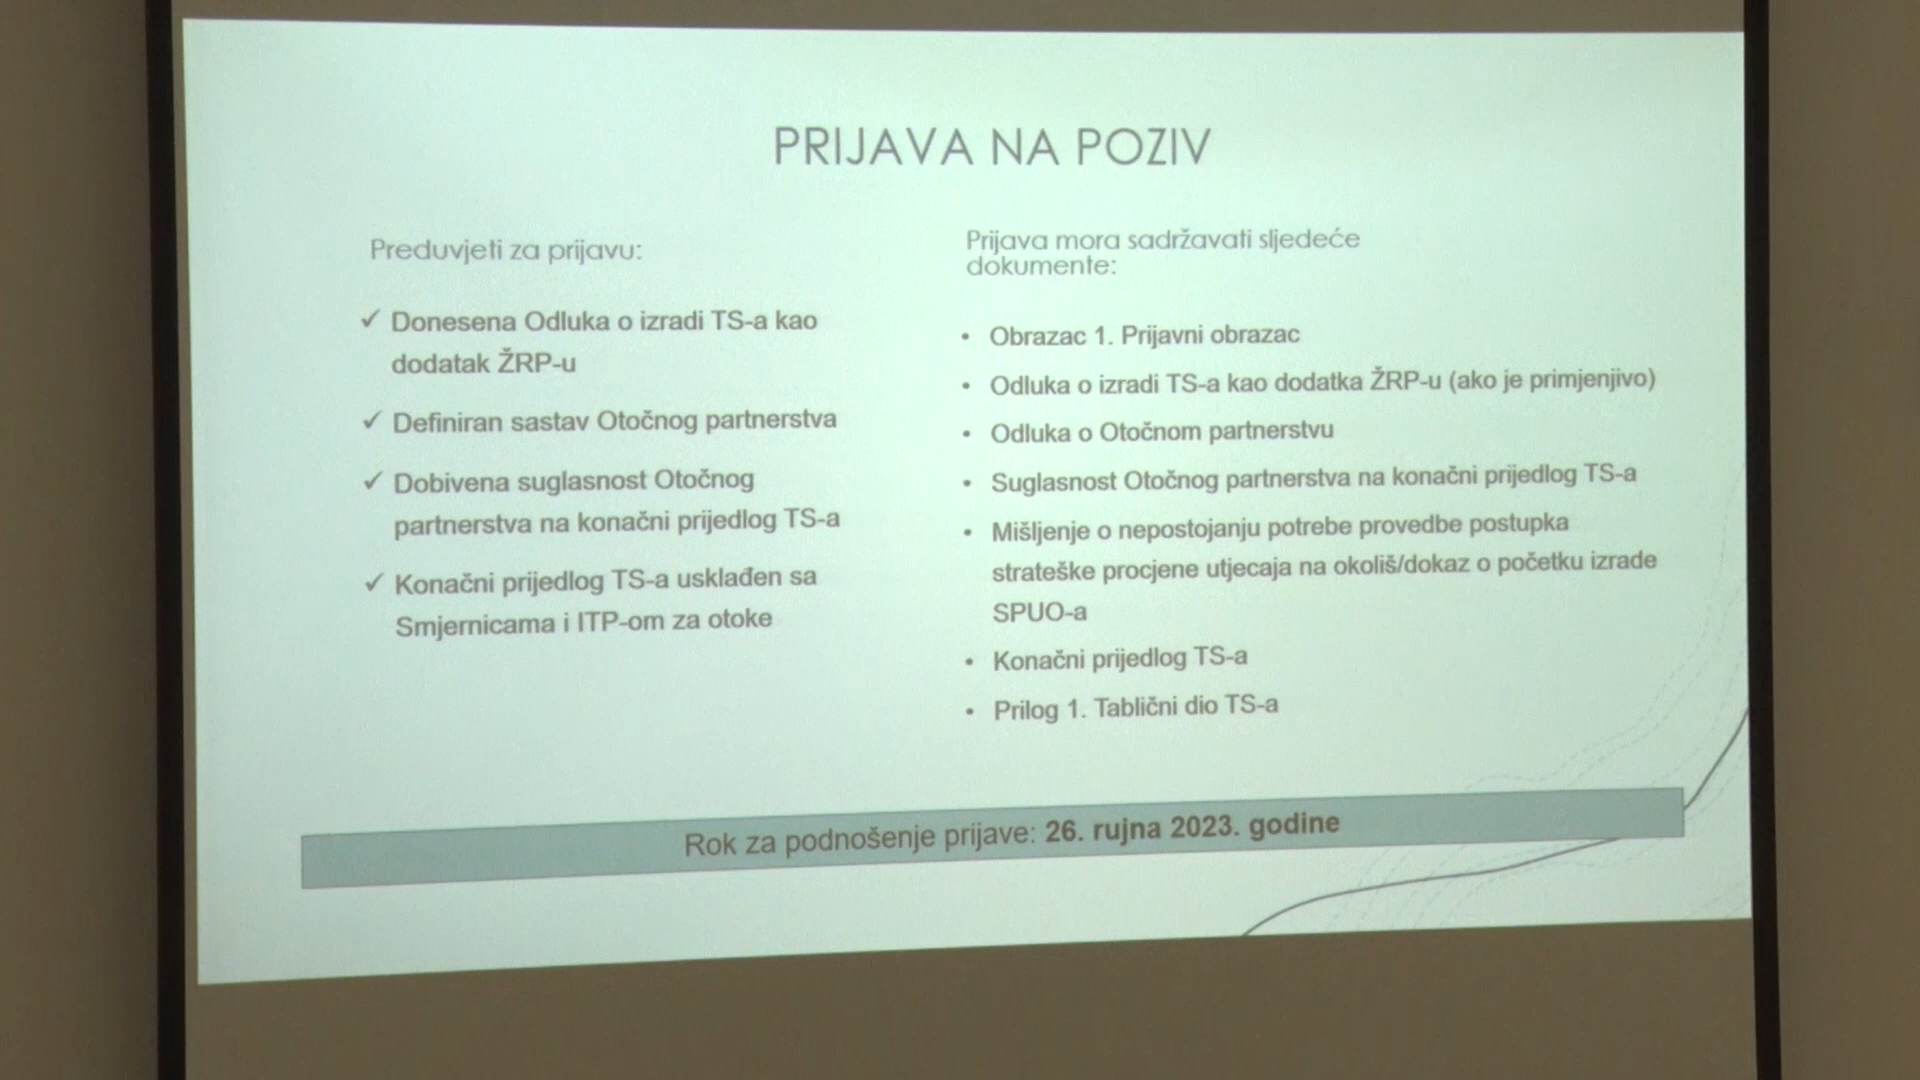 PRIJAVA NA POZIV
Preduvjeti za prijavu:
✓ Donesena Odluka o izradi TS-a kao
dodatak ŽRP-u
✓ Definiran sastav Otočnog partnerstva
✓ Dobivena suglasnost Otočnog
partnerstva na konačni prijedlog TS-a
✓ Konačni prijedlog TS-a usklađen sa
Smjernicama i ITP-om za otoke
Prijava mora sadržavati sljedeće
dokumente:
• Obrazac 1. Prijavni obrazac
• Odluka o izradi TS-a kao dodatka ŽRP-u (ako je primjenjivo)
• Odluka o Otočnom partnerstvu
• Suglasnost Otočnog partnerstva na konačni prijedlog TS-a
• Mišljenje o nepostojanju potrebe provedbe postupka
strateške procjene utjecaja na okoliš/dokaz o početku izrade
SPUO-a
• Konačni prijedlog TS-a
• Prilog 1. Tablični dio TS-a
Rok za podnošenje prijave: 26. rujna 2023. godine